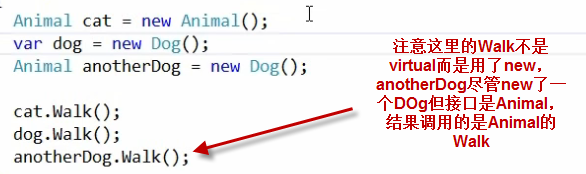 Animal cat = new Animal();
var dog = new Dog();
Animal anotherDog = new Dog();
cat.Walk();
dog.Walk();
anotherDog.Walk();
注意这里的Walk不是
virtual而是用了new，
anotherDog尽管new了一
个DOg但接口是Animal，
结果调用的是Animal的
Walk